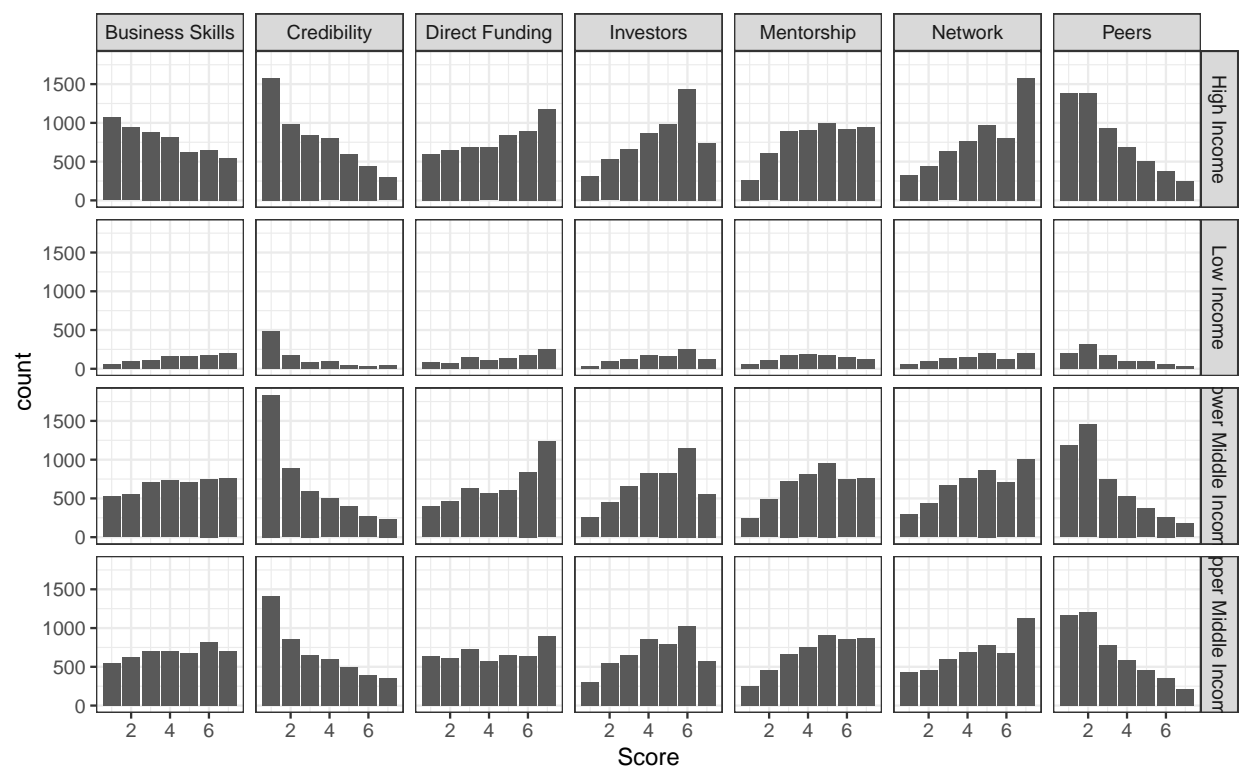 Business Skills Credibility Direct Funding Investors Mentorship Network Peers
1500
1000
500
0
High Income
1500
1000
500
0
Low Income
1500
1000
500
0
ower Middle Incom
1500
1000
500
0
pper Middle Incom
count
2 4 6 2 4 6 2 4 6 2 4 6 2 4 6 2 4 6 2 4 6
Score